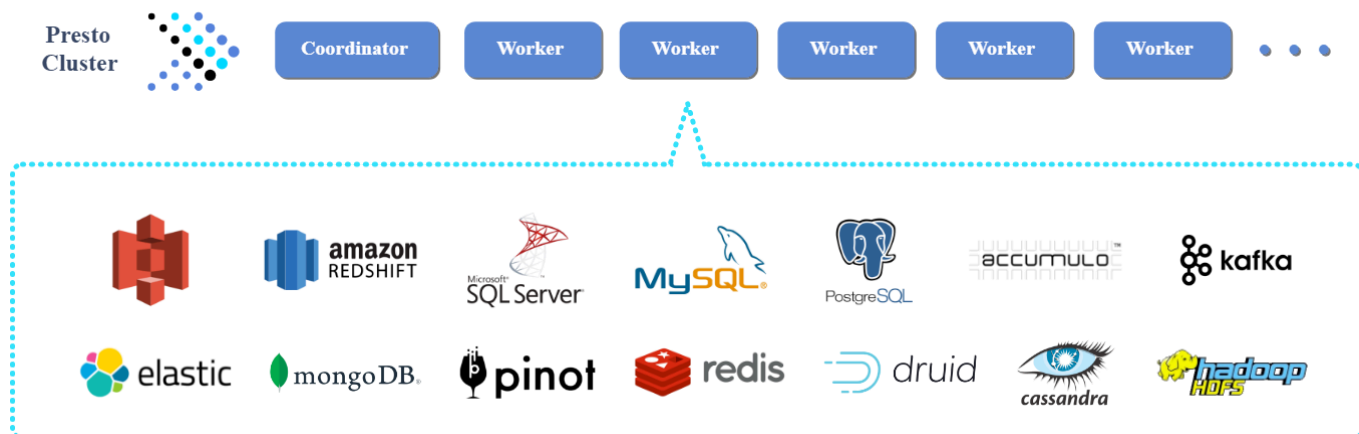 Presto
Cluster
Coordinator
Worker
Worker
Worker
Worker
Worker
amazon
REDSHIFT
Microsoft®
SQL Server
MySQL®
PostgreSQL
accumulo™
kafka
elastic
mongoDB®
pinot
redis
druid
cassandra
hadoop
HDFS